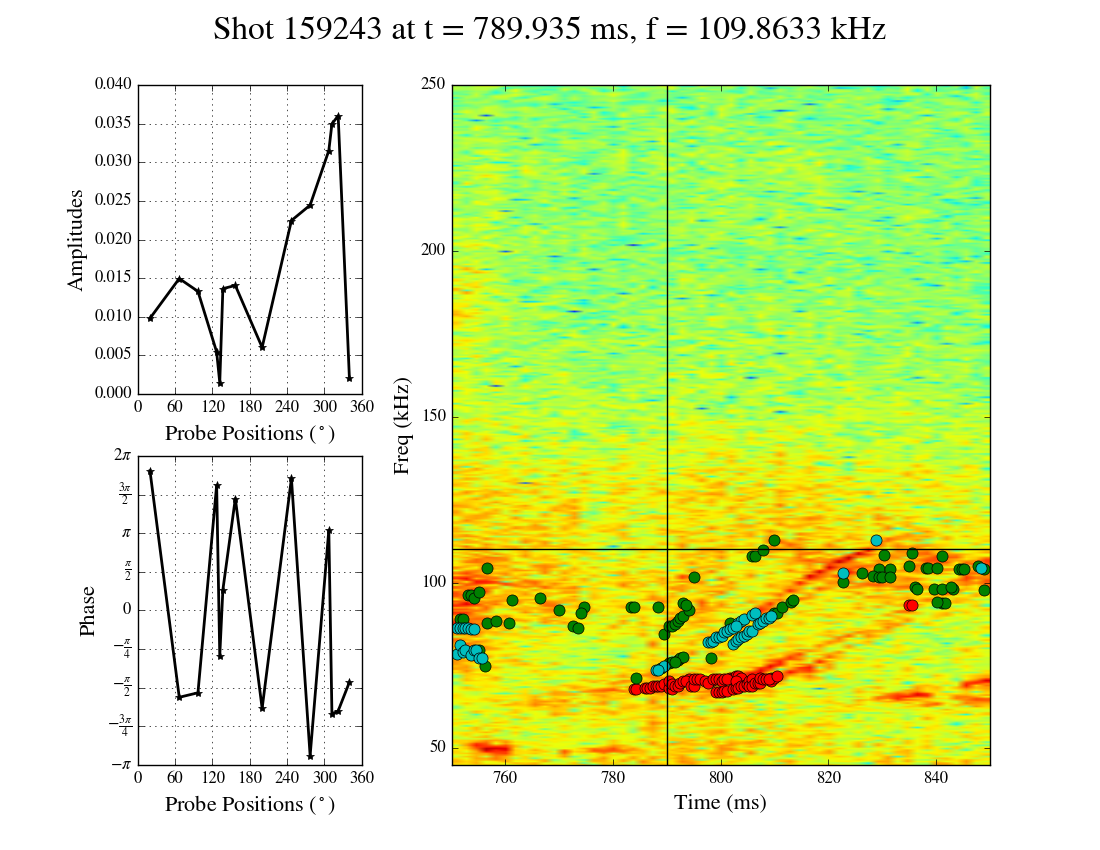 Shot 159243 at t = 789.935 ms, f = 109.8633 kHz
0.040
0.035
0.030
0.025
0.020
0.015
0.010
0.005
0.000
Amplitudes
0 60 120 180 240 300 360
Probe Positions (°)
2π
3π/2
π
π/2
0
−π/4
−π/2
−3π/4
−π
Phase
0 60 120 180 240 300 360
Probe Positions (°)
250
200
150
100
50
Freq (kHz)
760 780 800 820 840
Time (ms)